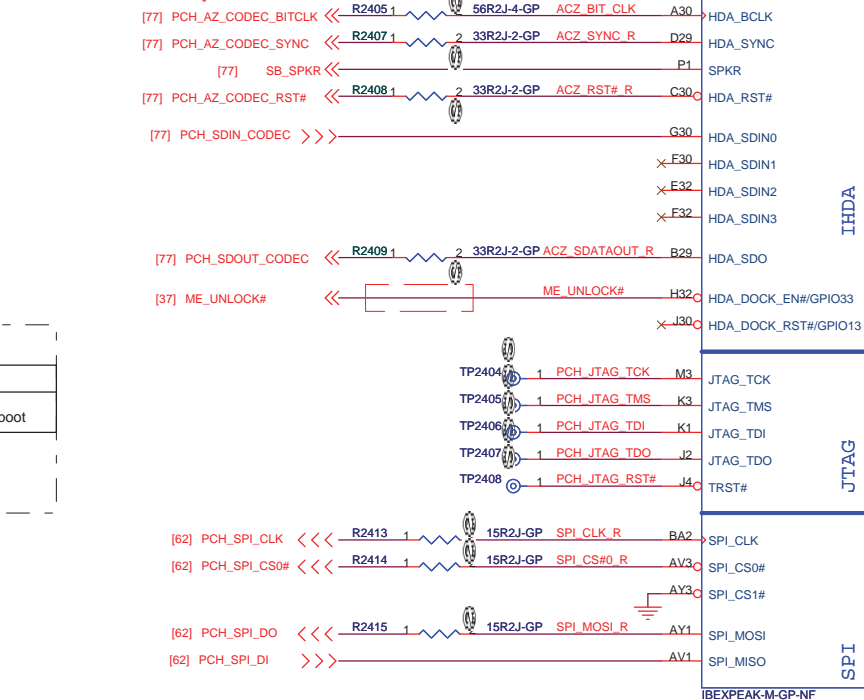 [77] PCH_AZ_CODEC_BITCLK R2405 1 56R2J-4-GP ACZ_BIT_CLK A30 HDA_BCLK
[77] PCH_AZ_CODEC_SYNC R2407 1 2 33R2J-2-GP ACZ_SYNC_R D29 HDA_SYNC
[77] SB_SPKR P1 SPKR
[77] PCH_AZ_CODEC_RST# R2408 1 2 33R2J-2-GP ACZ_RST#_R C30 HDA_RST#
[77] PCH_SDIN_CODEC G30 HDA_SDIN0
F30 HDA_SDIN1
E32 HDA_SDIN2
F32 HDA_SDIN3
IHDA
[77] PCH_SDOUT_CODEC R2409 1 2 33R2J-2-GP ACZ_SDATAOUT_R B29 HDA_SDO
[37] ME_UNLOCK# ME_UNLOCK# H32 HDA_DOCK_EN#/GPIO33
J30 HDA_DOCK_RST#/GPIO13
TP2404 1 PCH_JTAG_TCK M3 JTAG_TCK
TP2405 1 PCH_JTAG_TMS K3 JTAG_TMS
TP2406 1 PCH_JTAG_TDI K1 JTAG_TDI
TP2407 1 PCH_JTAG_TDO J2 JTAG_TDO
TP2408 1 PCH_JTAG_RST# J4 TRST#
JTAG
[62] PCH_SPI_CLK R2413 1 15R2J-GP SPI_CLK_R BA2 SPI_CLK
[62] PCH_SPI_CS0# R2414 1 2 15R2J-GP SPI_CS#0_R AV3 SPI_CS0#
AY3 SPI_CS1#
[62] PCH_SPI_DO R2415 1 2 15R2J-GP SPI_MOSI_R AY1 SPI_MOSI
[62] PCH_SPI_DI AV1 SPI_MISO
SPI
IBEXPEAK-M-GP-NF